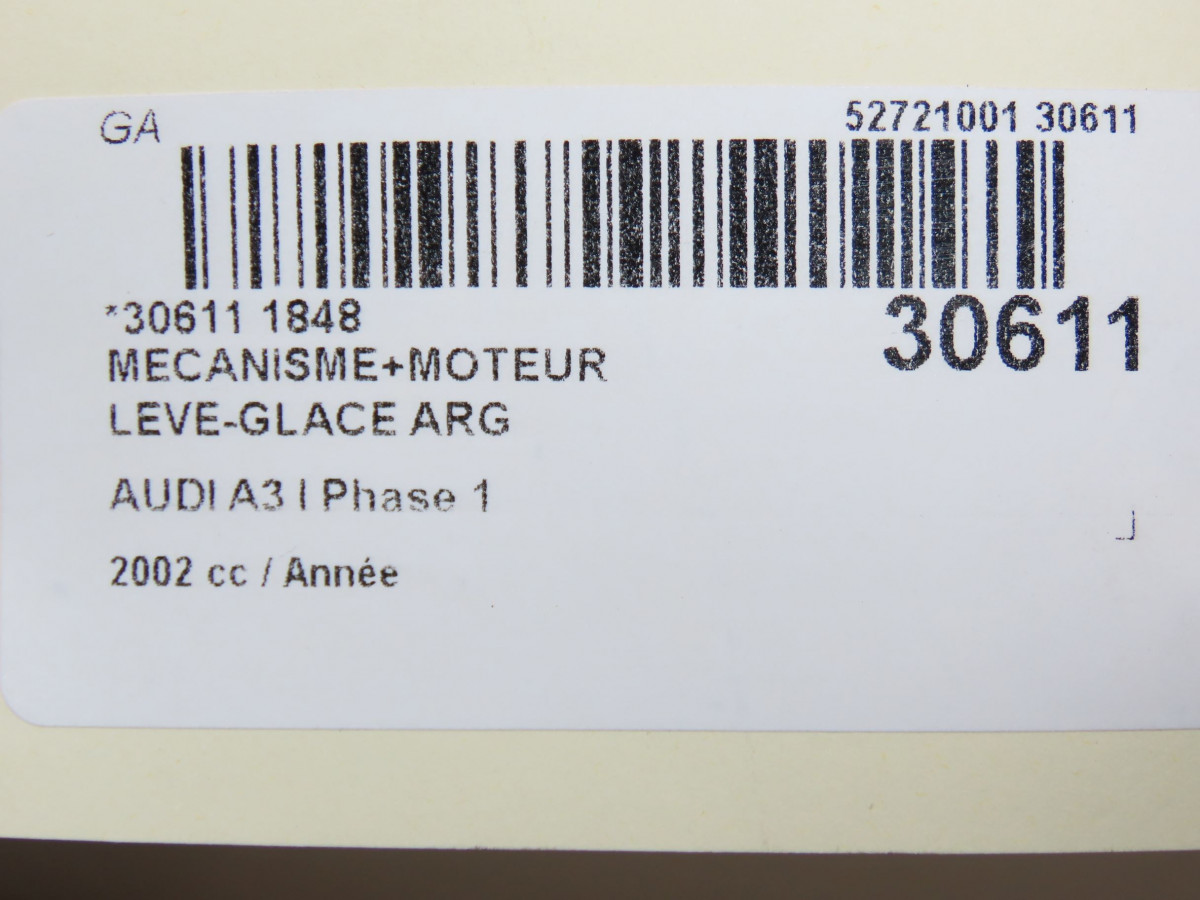 GA
52721001 30611
*30611 1848
30611
MECANISME+MOTEUR
LEVE-GLACE ARG
AUDI A3 I Phase 1
2002 cc / Année